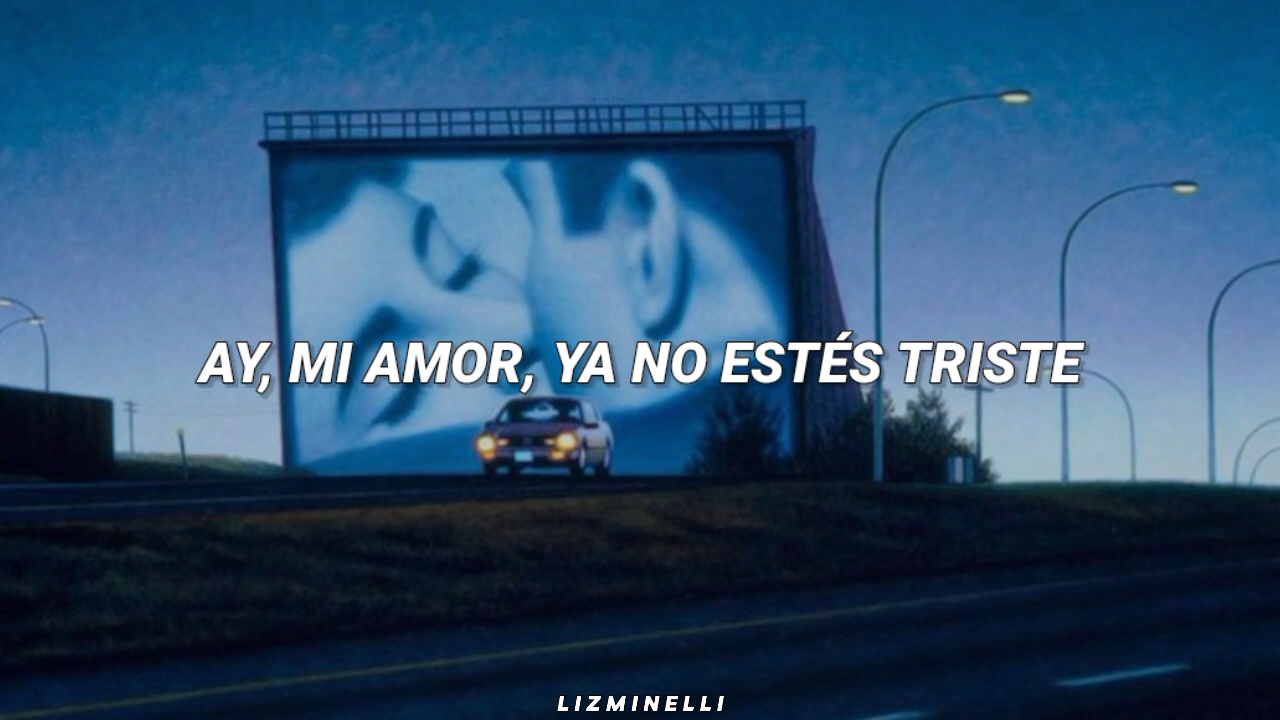 AY, MI AMOR, YA NO ESTÉS TRISTE
LIZMINELLI